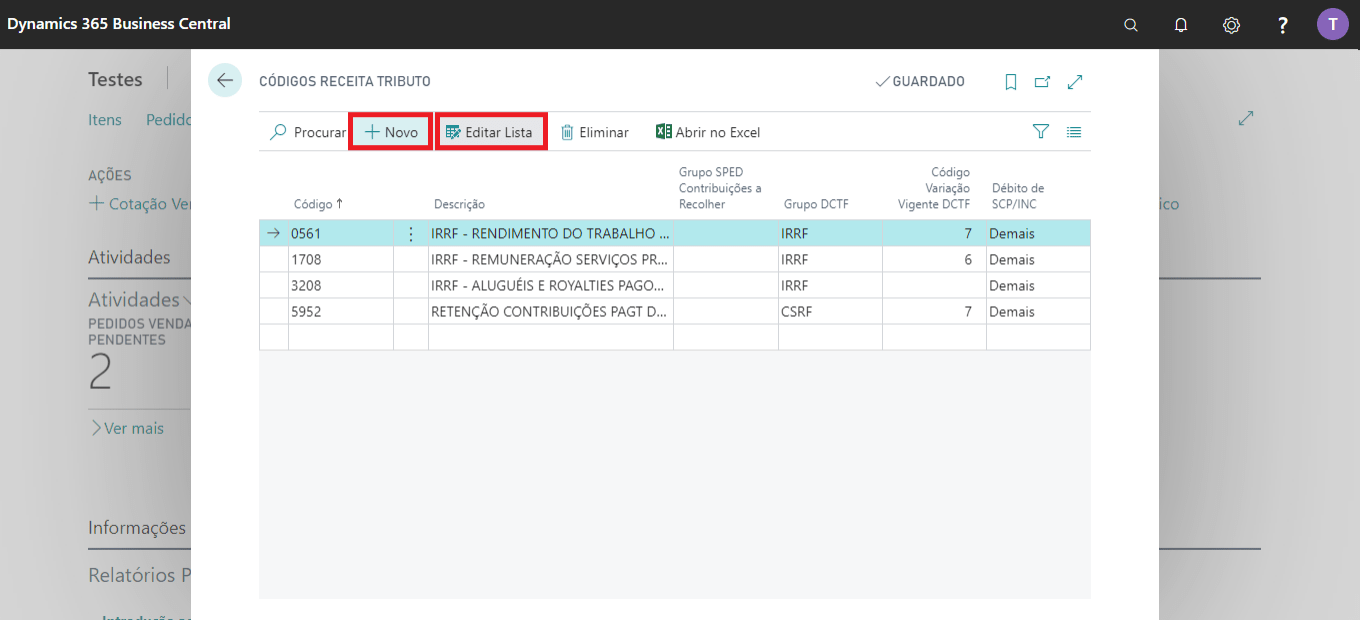 Dynamics 365 Business Central
T
Testes
Itens
AÇÕES
+ Cotação
Atividades
Atividades
PEDIDOS VENDA
PENDENTES
2
Ver mais
Informações
Relatórios
CÓDIGOS RECEITA TRIBUTO
GUARDADO
Procurar
+ Novo
Editar Lista
Eliminar
Abrir no Excel
Código ↑
Descrição
Grupo SPED
Contribuições a
Recolher
Grupo DCTF
Código
Variação
Vigente DCTF
Débito de
SCP/INC
0561 IRRF - RENDIMENTO DO TRABALHO ... IRRF 7 Demais
1708 IRRF - REMUNERAÇÃO SERVIÇOS PR... IRRF 6 Demais
3208 IRRF - ALUGUÉIS E ROYALTIES PAGO... IRRF Demais
5952 RETENÇÃO CONTRIBUIÇÕES PAGT D... CSRF 7 Demais